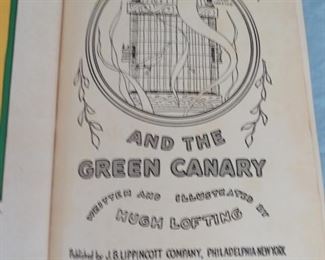 AND THE
GREEN CANARY
WRITTEN AND ILLUSTRATED BY
HUGH LOFTING
Published by J. B. LIPPINCOTT COMPANY, PHILADELPHIA NEW YORK